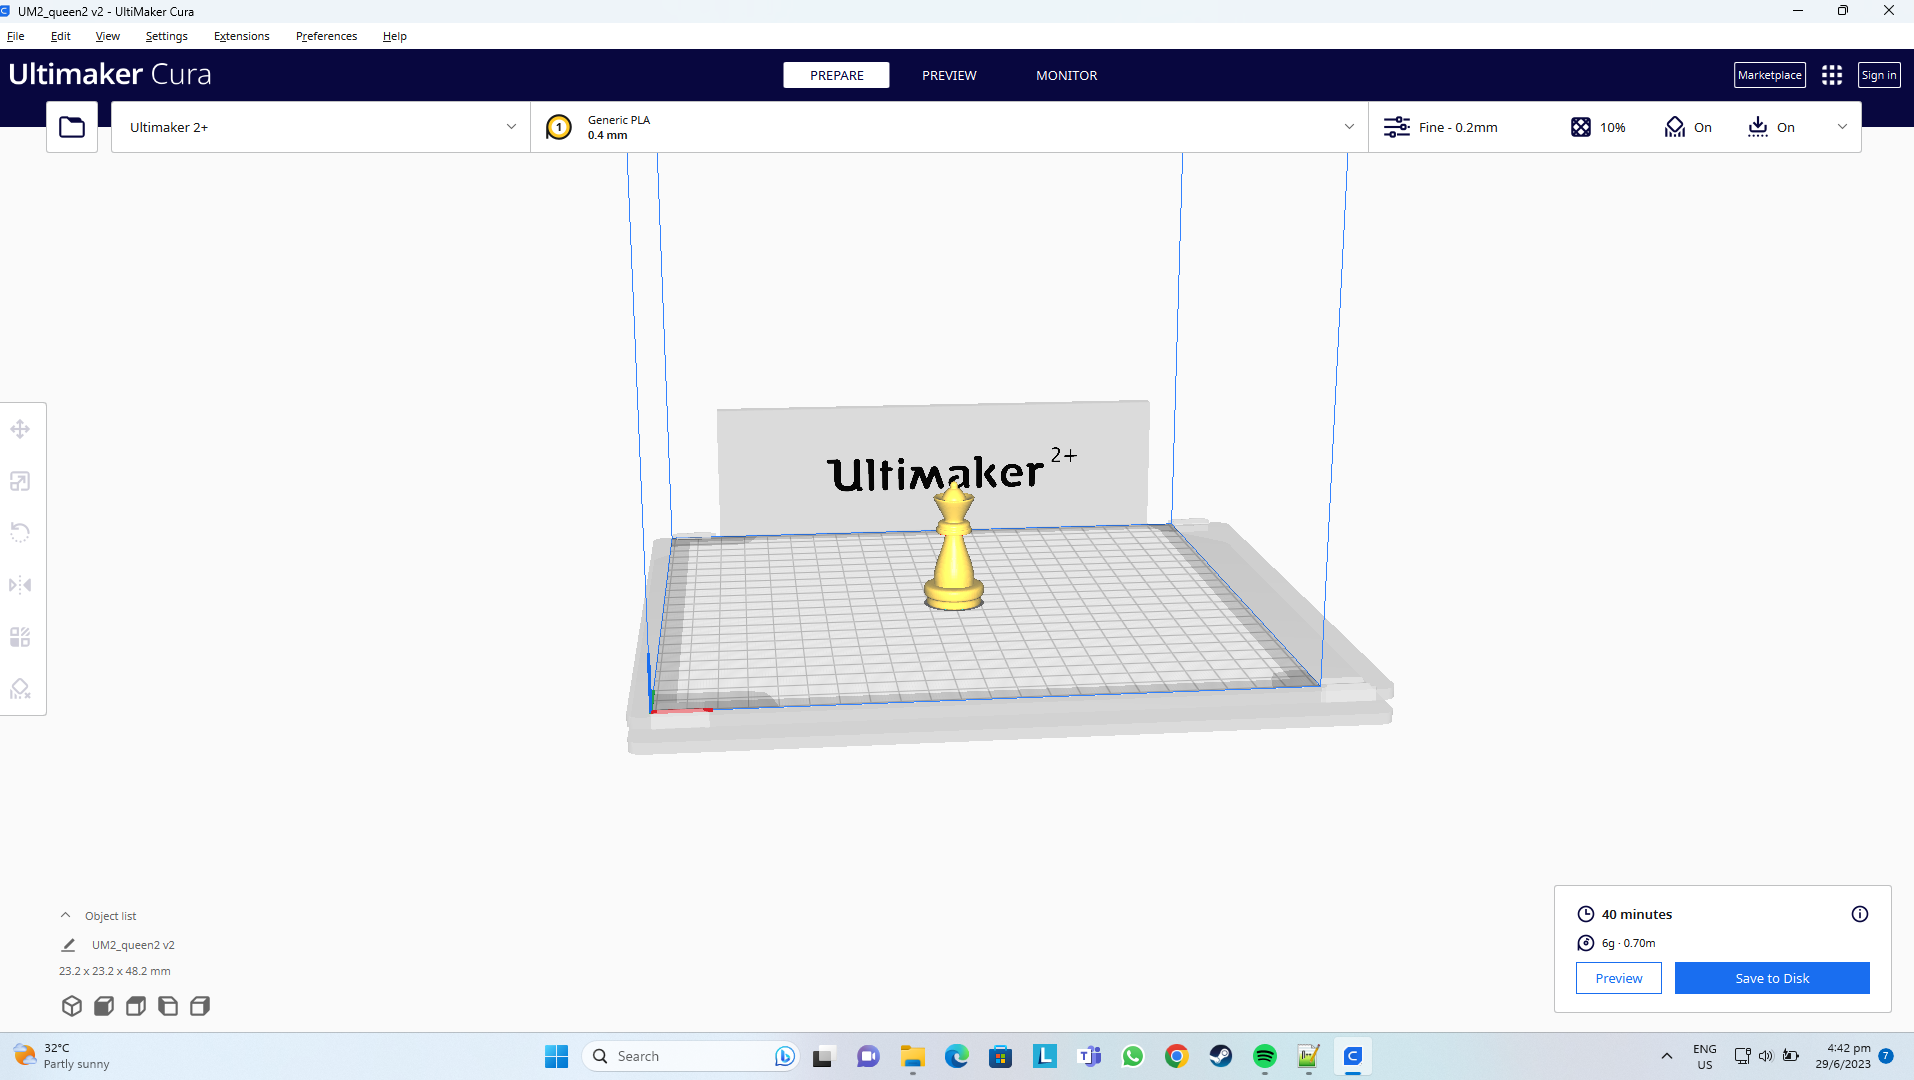 UM2_queen2 v2 - UltiMaker Cura
File Edit View Settings Extensions Preferences Help
Ultimaker Cura
PREPARE PREVIEW MONITOR
Marketplace Sign in
Ultimaker 2+
1 Generic PLA
0.4 mm
Fine - 0.2mm 10% On On
Ultimaker 2+
Object list
UM2_queen2 v2
23.2 x 23.2 x 48.2 mm
40 minutes
6g · 0.70m
Preview Save to Disk
32°C
Partly sunny
Search
ENG
US
4:42 pm
29/6/2023
7